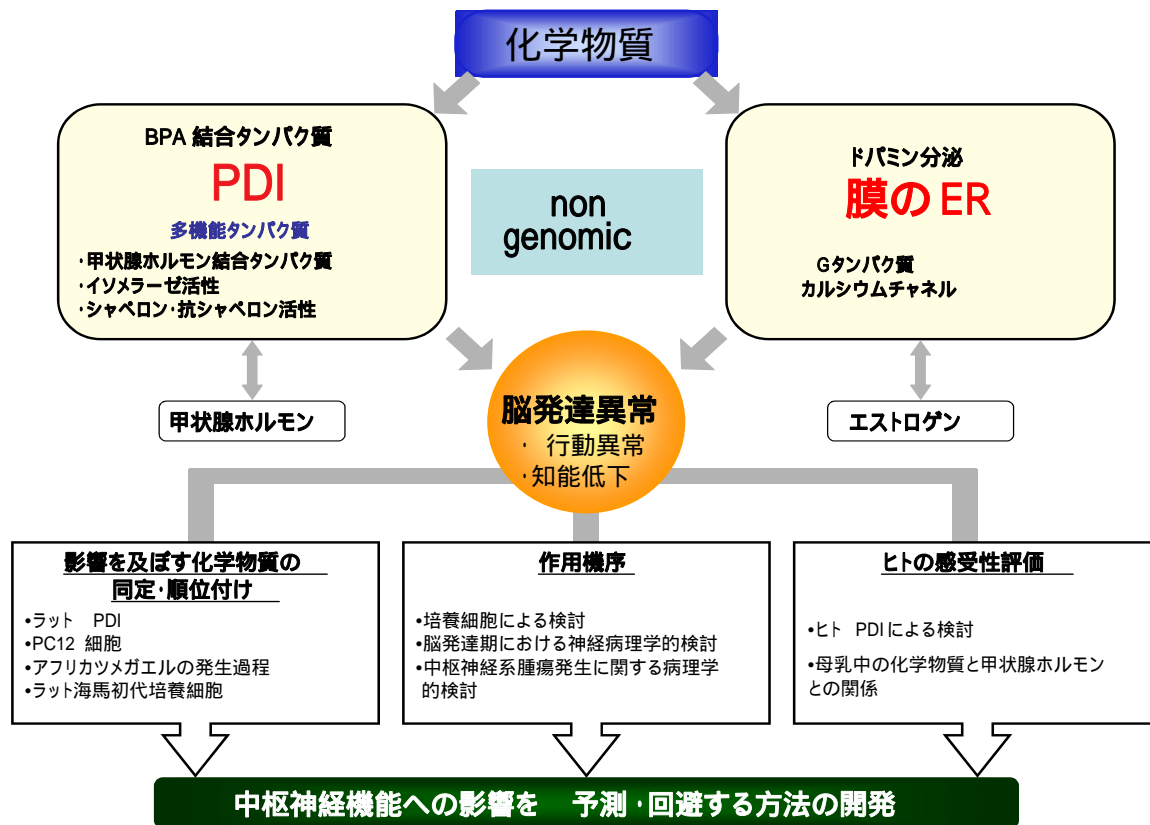 化学物質
BPA 結合タンパク質
PDI
多機能タンパク質
・甲状腺ホルモン結合タンパク質
・イソメラーゼ活性
・シャペロン・抗シャペロン活性
non
genomic
ドパミン分泌
膜の ER
Gタンパク質
カルシウムチャネル
甲状腺ホルモン
脳発達異常
・ 行動異常
・知能低下
エストロゲン
影響を及ぼす化学物質の
同定・順位付け
•ラット PDI
•PC12 細胞
•アフリカツメガエルの発生過程
•ラット海馬初代培養細胞
作用機序
•培養細胞による検討
•脳発達期における神経病理学的検討
•中枢神経系腫瘍発生に関する病理学
的検討
ヒトの感受性評価
•ヒト PDIによる検討
•母乳中の化学物質と甲状腺ホルモン
との関係
中枢神経機能への影響を 予測・回避する方法の開発